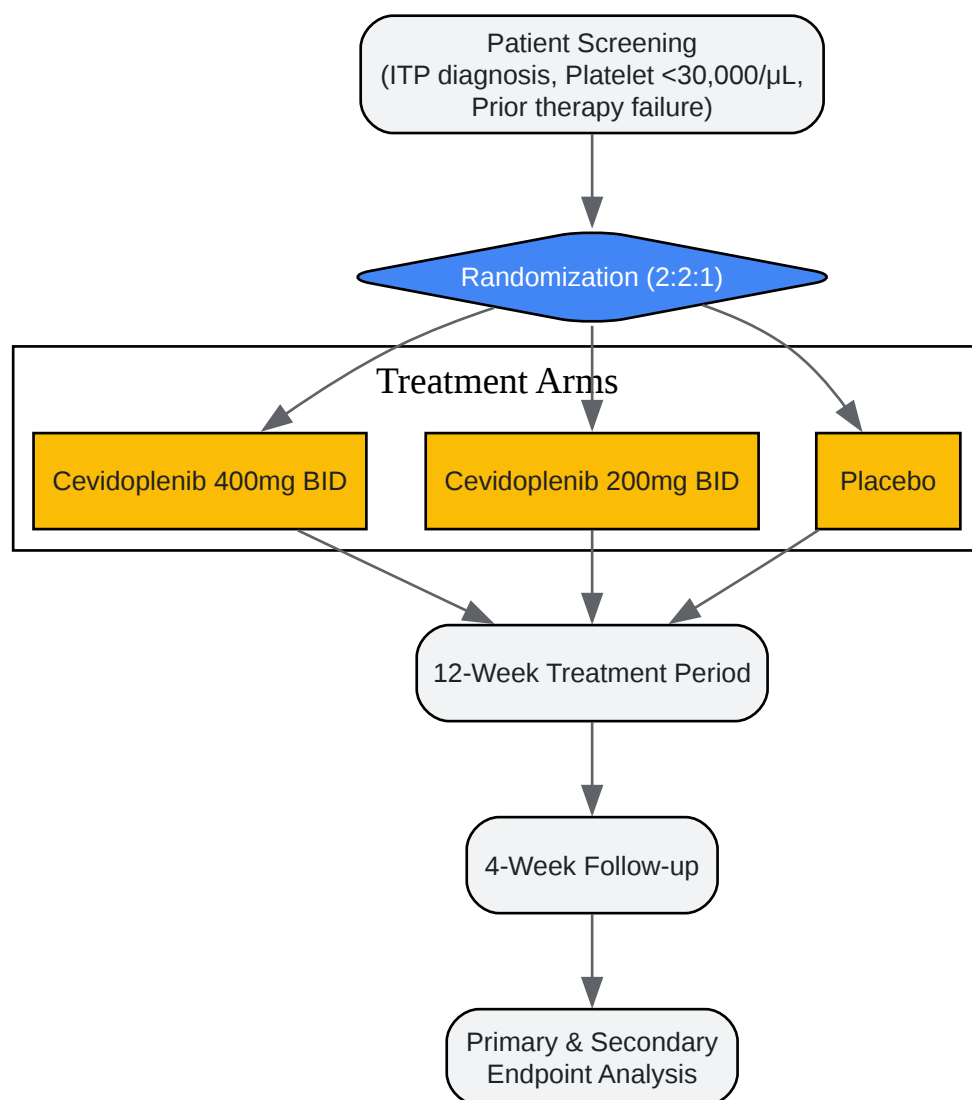 Patient Screening
(ITP diagnosis, Platelet <30,000/μL,
Prior therapy failure)
Randomization (2:2:1)
Treatment Arms
Cevidoplenib 400mg BID
Cevidoplenib 200mg BID
Placebo
12-Week Treatment Period
4-Week Follow-up
Primary & Secondary
Endpoint Analysis